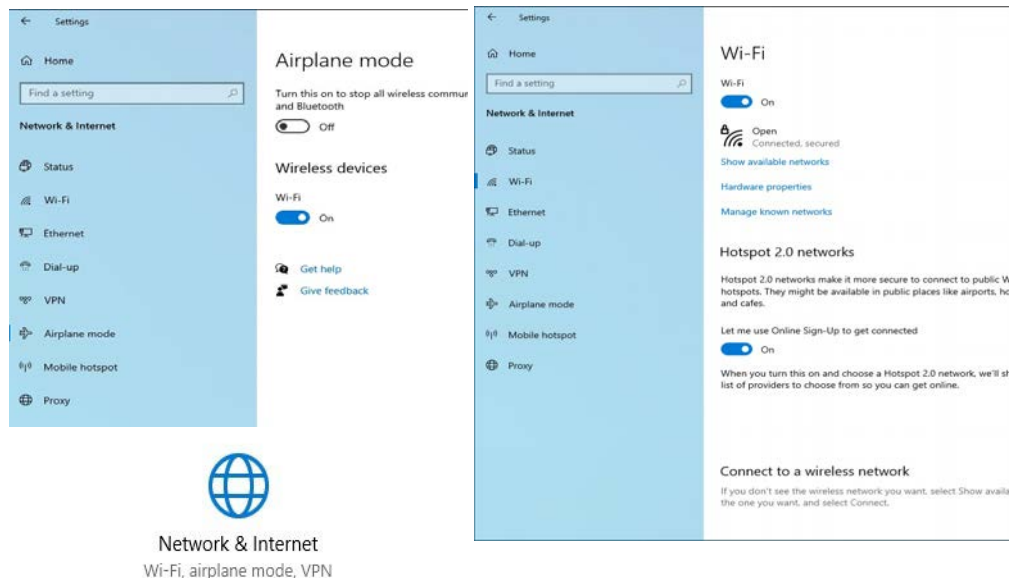 Settings
Home
Find a setting
Network & Internet
Status
Wi-Fi
Ethernet
Dial-up
VPN
Airplane mode
Mobile hotspot
Proxy
Airplane mode
Turn this on to stop all wireless commun
and Bluetooth
Off
Wireless devices
Wi-Fi
On
Get help
Give feedback
Network & Internet
Wi-Fi, airplane mode, VPN
Settings
Home
Find a setting
Network & Internet
Status
Wi-Fi
Ethernet
Dial-up
VPN
Airplane mode
Mobile hotspot
Proxy
Wi-Fi
Wi-Fi
On
Open
Connected, secured
Show available networks
Hardware properties
Manage known networks
Hotspot 2.0 networks
Hotspot 2.0 networks make it more secure to connect to public W
hotspots. They might be available in public places like airports, ho
and cafes.
Let me use Online Sign-Up to get connected
On
When you turn this on and choose a Hotspot 2.0 network, we'll sh
list of providers to choose from so you can get online.
Connect to a wireless network
If you don't see the wireless network you want, select Show availa
the one you want, and select Connect.